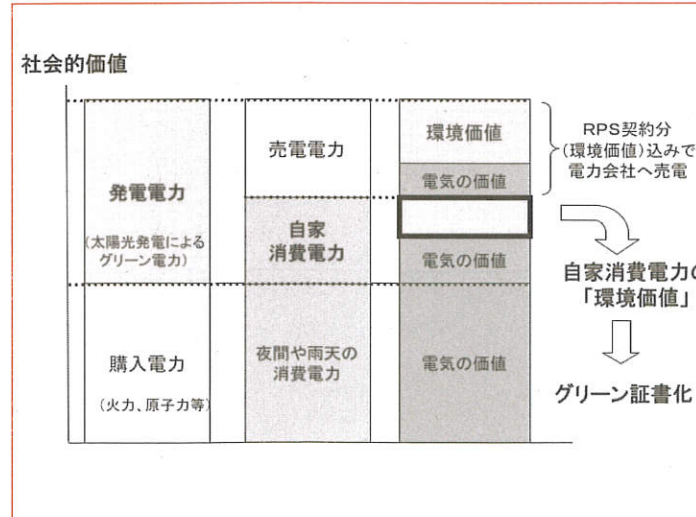 社会的価値
発電電力
(太陽光発電による
グリーン電力)
購入電力
(火力、原子力等)
売電電力
自家
消費電力
夜間や雨天の
消費電力
環境価値
電気の価値
電気の価値
電気の価値
RPS契約分
(環境価値)込みで
電力会社へ売電
自家消費電力の
「環境価値」
グリーン証書化